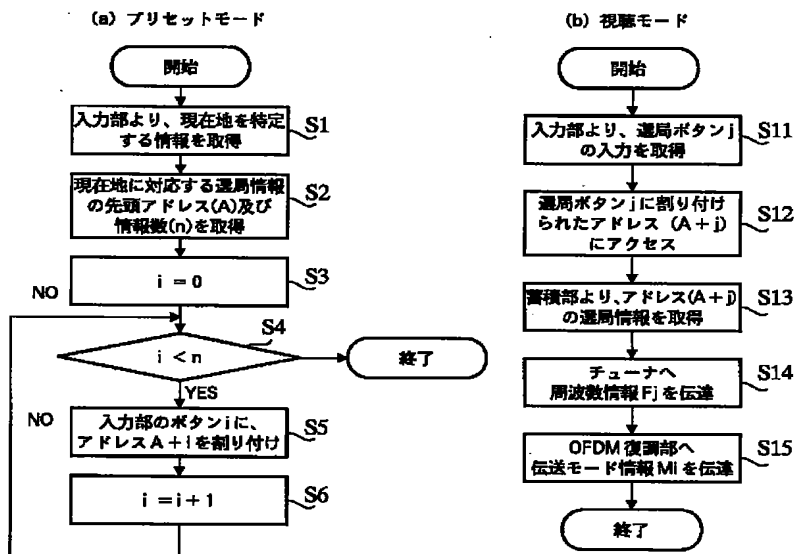 (a) プリセットモード
開始
入力部より、現在地を特定
する情報を取得
S1
現在地に対応する選局情報
の先頭アドレス(A)及び
情報数(n)を取得
S2
i = 0
S3
NO
S4
i < n
終了
YES
NO
入力部のボタンiに、
アドレスA+iを割り付け
S5
i = i + 1
S6
(b) 視聴モード
開始
入力部より、選局ボタンj
の入力を取得
S11
選局ボタンjに割り付け
られたアドレス (A+j)
にアクセス
S12
蓄積部より、アドレス(A+j)
の選局情報を取得
S13
チューナへ
周波数情報Fjを伝達
S14
OFDM 復調部へ
伝送モード情報Miを伝達
S15
終了